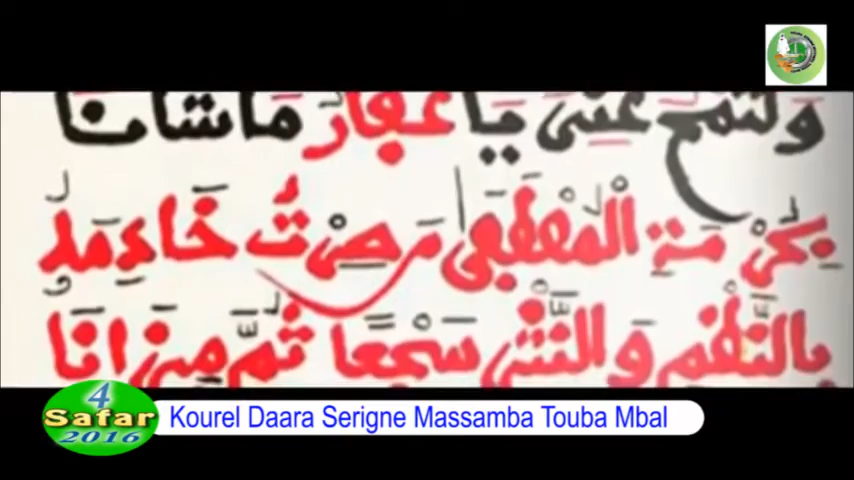 وَلْتَمْحُ عَنِّى يَا غَفَّارُ مَا شَانَا
بِحُرْمَةِ الْمُصْطَفَى مَن صِرْتُ خَادِمَهُ
بِالنَّظْمِ وَالنَّثْرِ سَجْعًا ثُمَّ مِيزَانَا
4
Safar
2016
Kourel Daara Serigne Massamba Touba Mbal